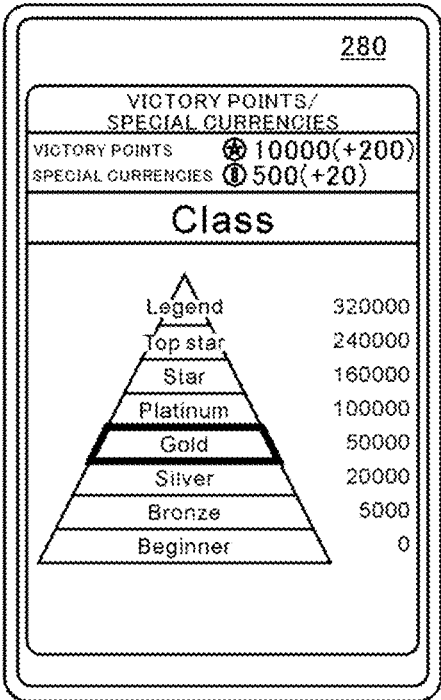 280
VICTORY POINTS/
SPECIAL CURRENCIES
VICTORY POINTS 10000(+200)
SPECIAL CURRENCIES 500(+20)
Class
Legend 320000
Top star 240000
Star 160000
Platinum 100000
Gold 50000
Silver 20000
Bronze 5000
Beginner 0